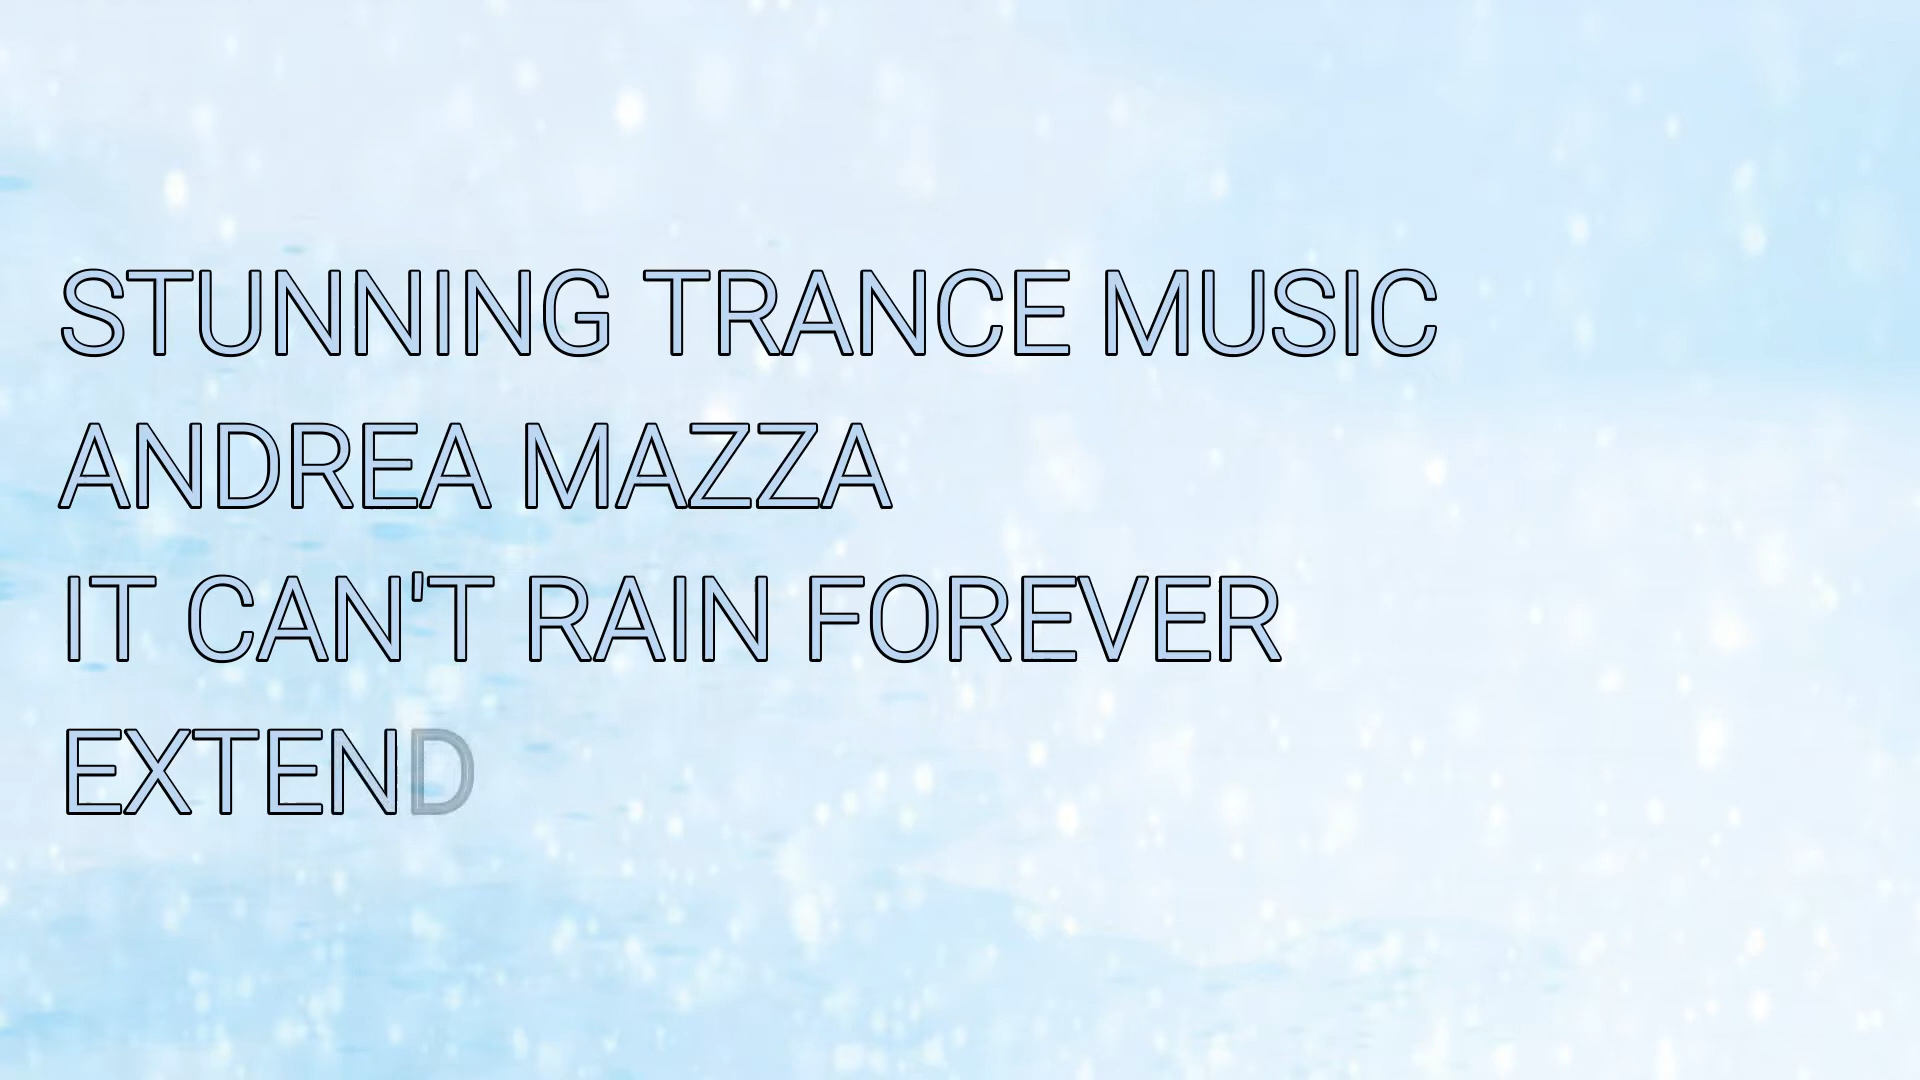 STUNNING TRANCE MUSIC
ANDREA MAZZA
IT CAN'T RAIN FOREVER
EXTEND